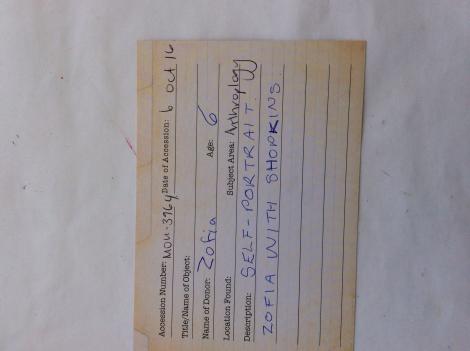 Accession Number: MOU-3764 Date of Accession: 6 Oct 16
Title/Name of Object:
Name of Donor: Zofia Age: 6
Location Found: Subject Area: Anthroplogy
Description: SELF-PORTRAIT. W
ZOFIA WITH SHOPKINS.